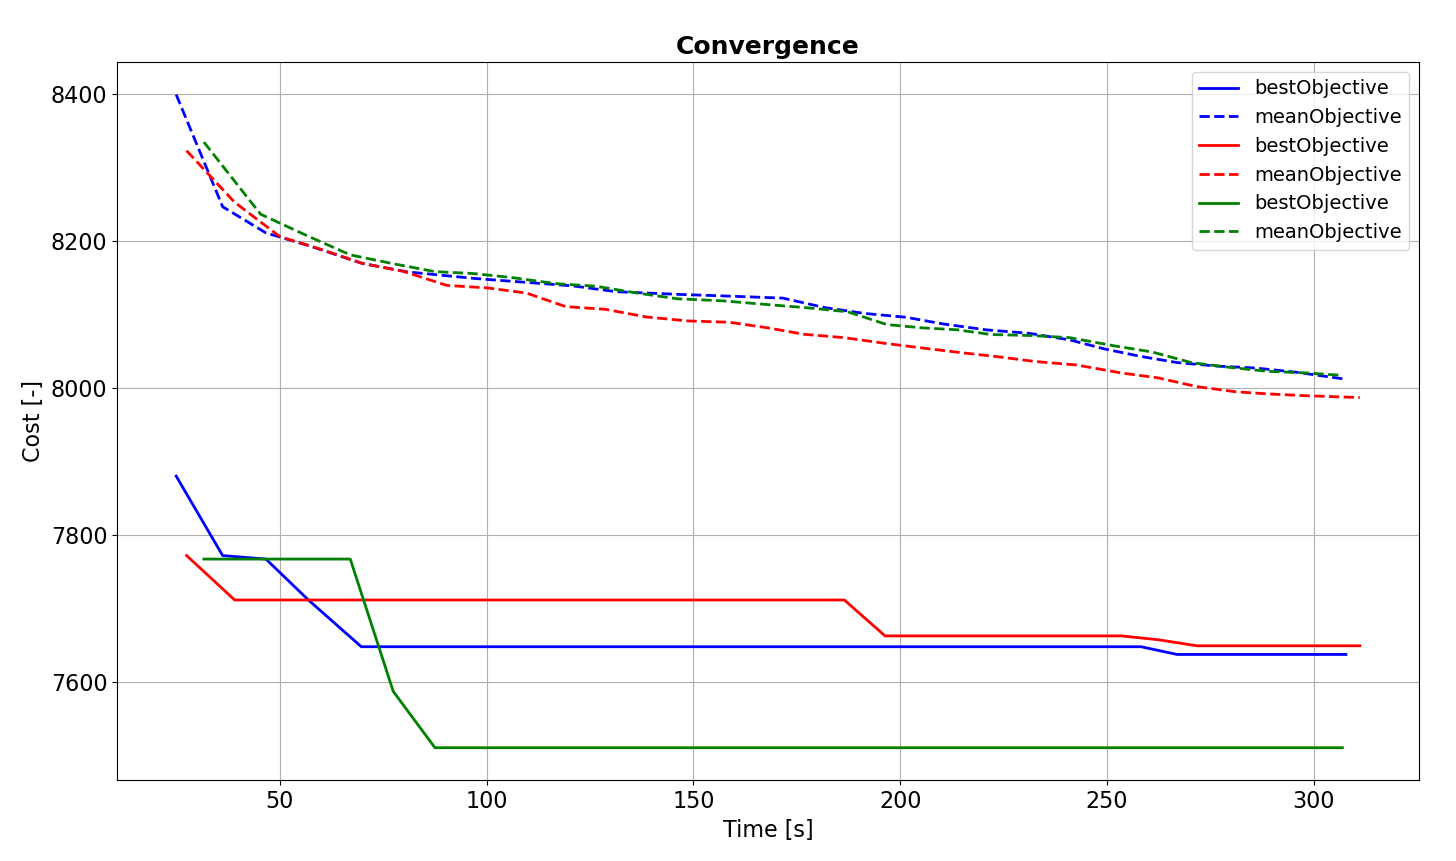 Convergence
8400
8200
8000
7800
7600
Cost [-]
bestObjective
meanObjective
bestObjective
meanObjective
bestObjective
meanObjective
50
100
150
200
250
300
Time [s]